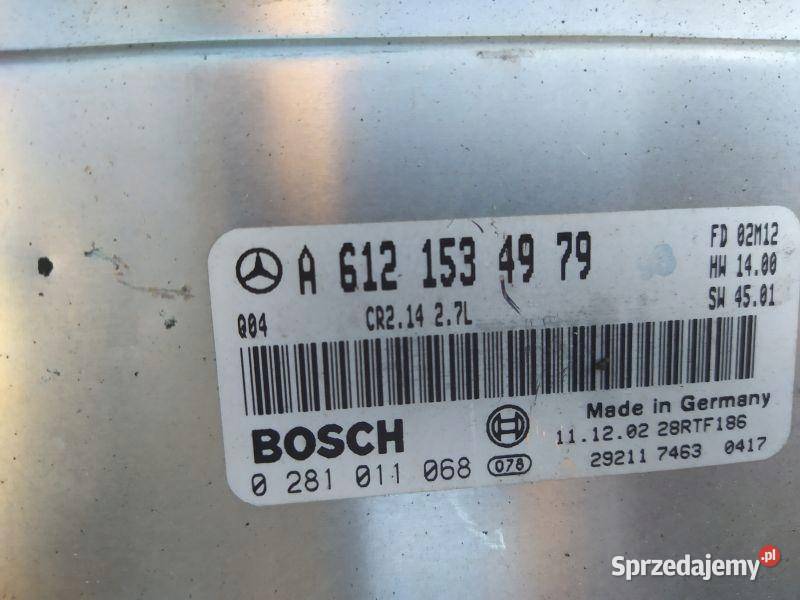 A 612 153 49 79
FD 02M12
HW 14.00
SW 45.01
Q04 CR2.14 2.7L
BOSCH
Made in Germany
11.12.02 28RTF186
0 281 011 068 078
29211 7463 0417
Sprzedajemy.pl